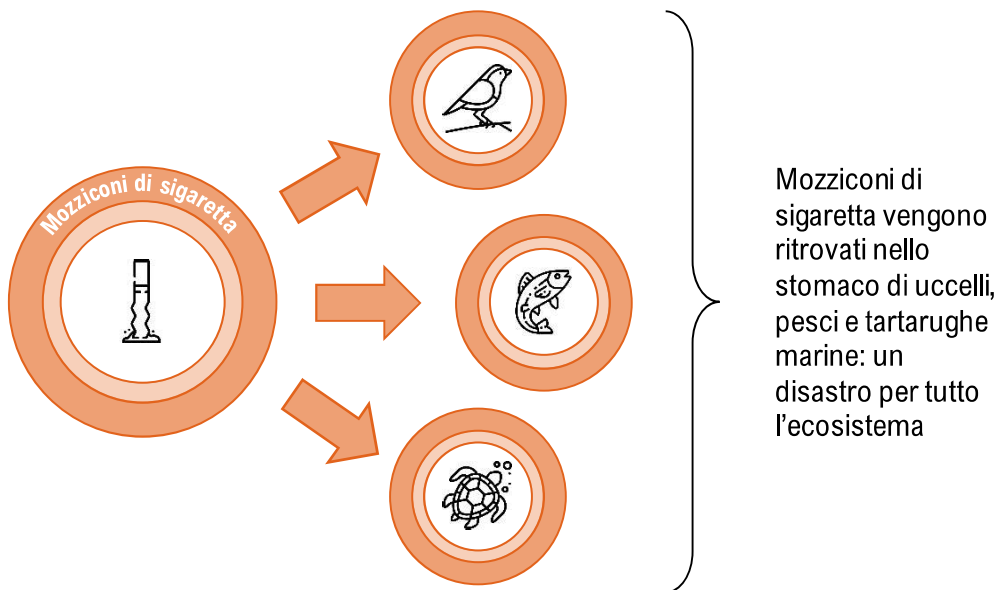 Mozziconi di sigaretta
Mozziconi di
sigaretta vengono
ritrovati nello
stomaco di uccelli,
pesci e tartarughe
marine: un
disastro per tutto
l’ecosistema